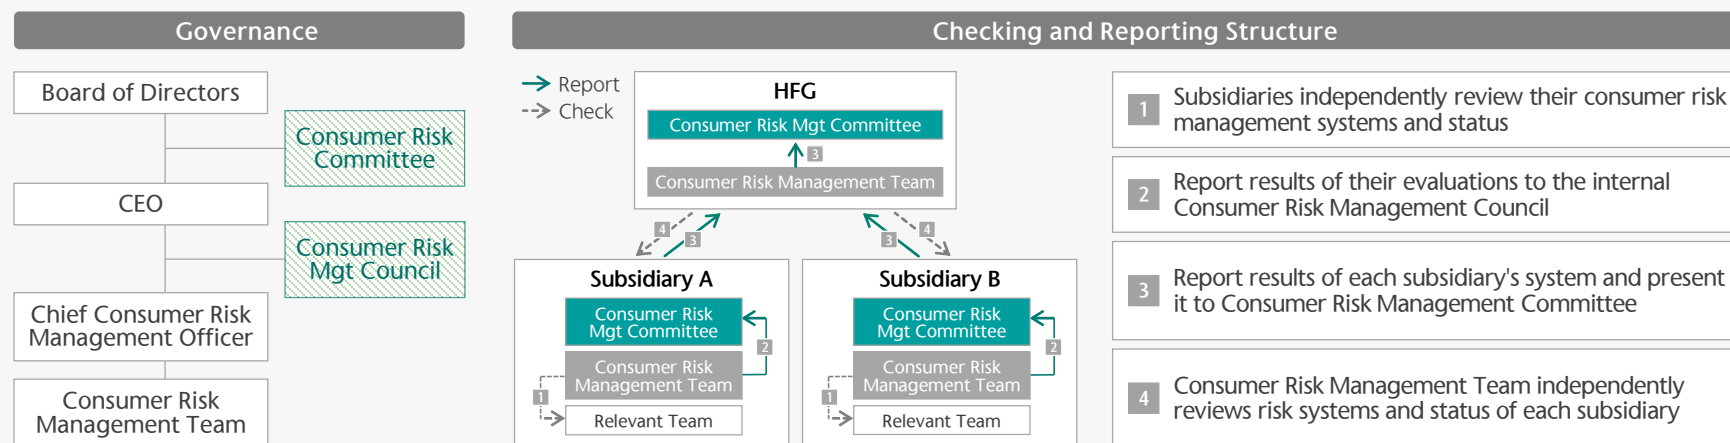 Governance
Board of Directors
Consumer Risk
Committee
CEO
Consumer Risk
Mgt Council
Chief Consumer Risk
Management Officer
Consumer Risk
Management Team
Checking and Reporting Structure
Report
Check
HFG
Consumer Risk Mgt Committee
3
Consumer Risk Management Team
4
3
3
4
Subsidiary A
Consumer Risk
Mgt Committee
2
Consumer Risk
Management Team
1
Relevant Team
Subsidiary B
Consumer Risk
Mgt Committee
2
Consumer Risk
Management Team
1
Relevant Team
1
Subsidiaries independently review their consumer risk
management systems and status
2
Report results of their evaluations to the internal
Consumer Risk Management Council
3
Report results of each subsidiary's system and present
it to Consumer Risk Management Committee
4
Consumer Risk Management Team independently
reviews risk systems and status of each subsidiary